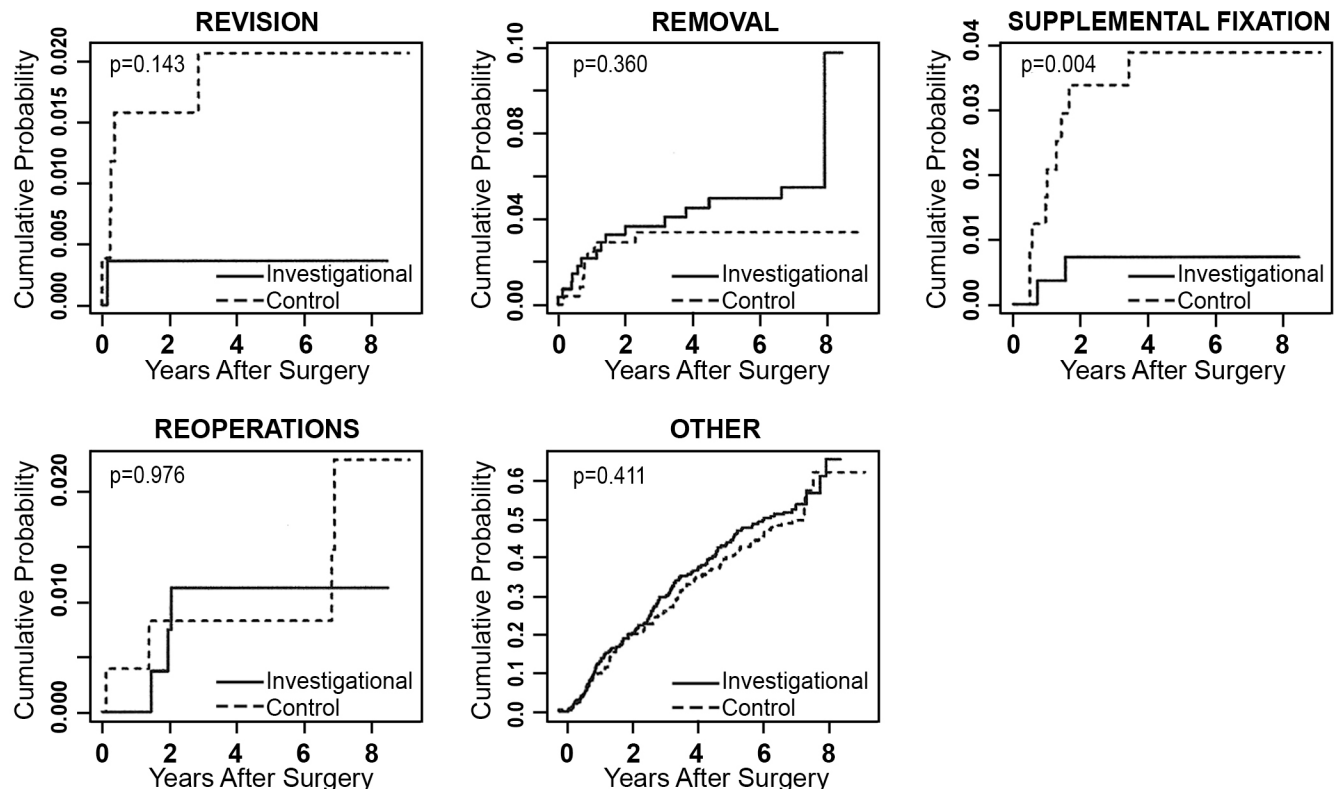 REVISION
p=0.143
Cumulative Probability
0.020
0.015
0.010
0.005
0.000
Investigational
Control
0 2 4 6 8
Years After Surgery
REMOVAL
p=0.360
Cumulative Probability
0.10
0.08
0.04
0.00
Investigational
Control
0 2 4 6 8
Years After Surgery
SUPPLEMENTAL FIXATION
p=0.004
Cumulative Probability
0.04
0.03
0.02
0.01
0.00
Investigational
Control
0 2 4 6 8
Years After Surgery
REOPERATIONS
p=0.976
Cumulative Probability
0.020
0.010
0.000
Investigational
Control
0 2 4 6 8
Years After Surgery
OTHER
p=0.411
Cumulative Probability
0.6
0.5
0.4
0.3
0.2
0.1
0.0
Investigational
Control
0 2 4 6 8
Years After Surgery